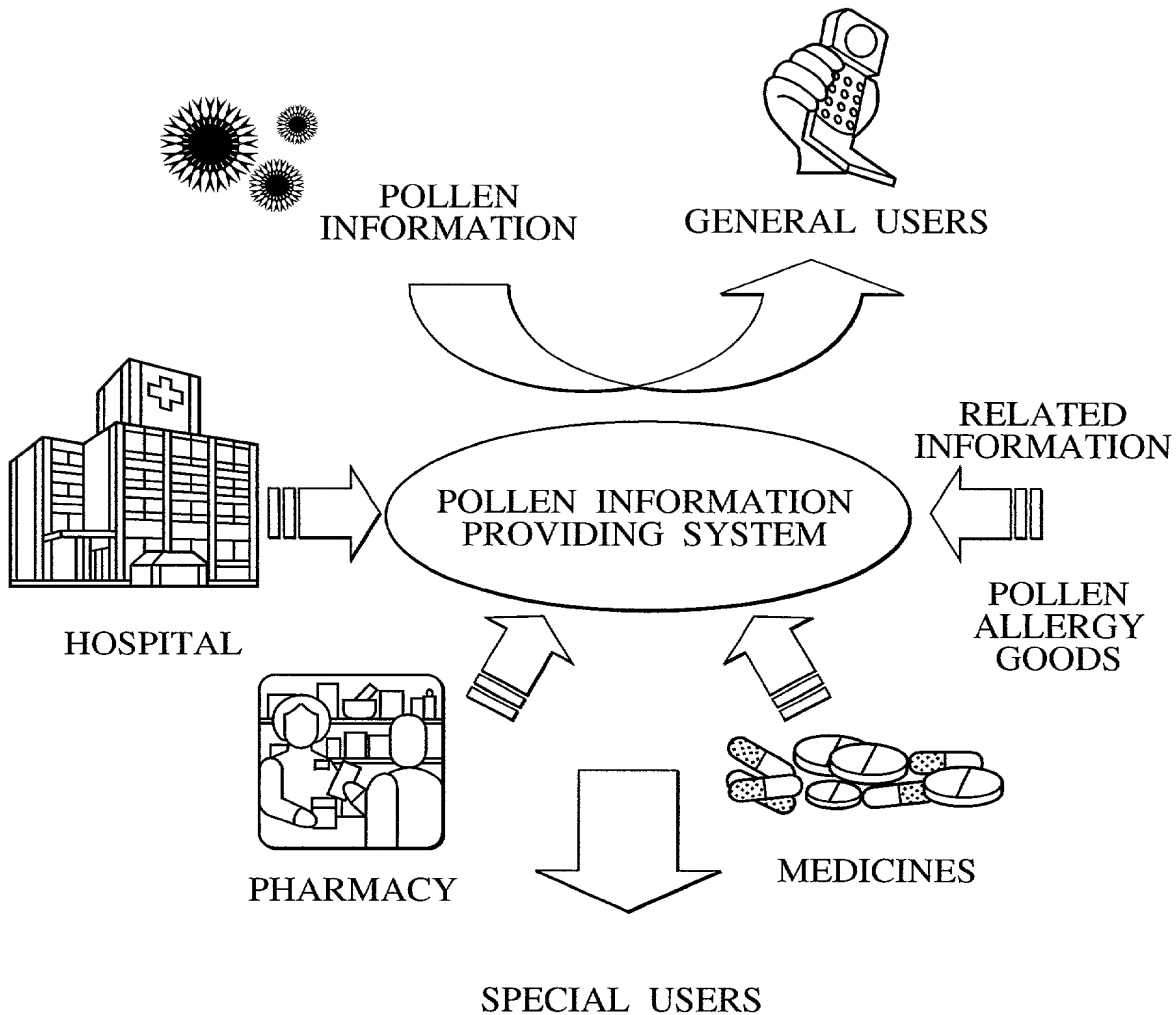 POLLEN
INFORMATION
GENERAL USERS
RELATED
INFORMATION
POLLEN INFORMATION
PROVIDING SYSTEM
POLLEN
ALLERGY
GOODS
HOSPITAL
PHARMACY
MEDICINES
SPECIAL USERS